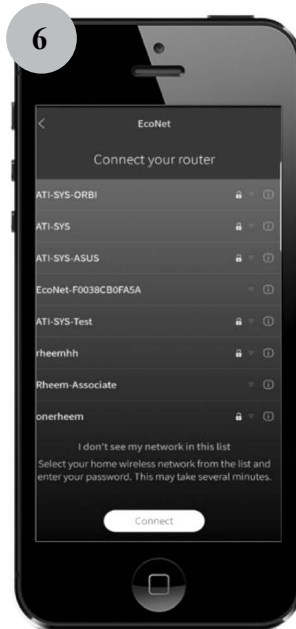 6
EcoNet
Connect your router
ATI-SYS-ORBI
ATI-SYS
ATI-SYS-ASUS
EcoNet-F0038CB0FA5A
ATI-SYS-Test
rheemhh
Rheem-Associate
onerheem
I don't see my network in this list
Select your home wireless network from the list and
enter your password. This may take several minutes.
Connect